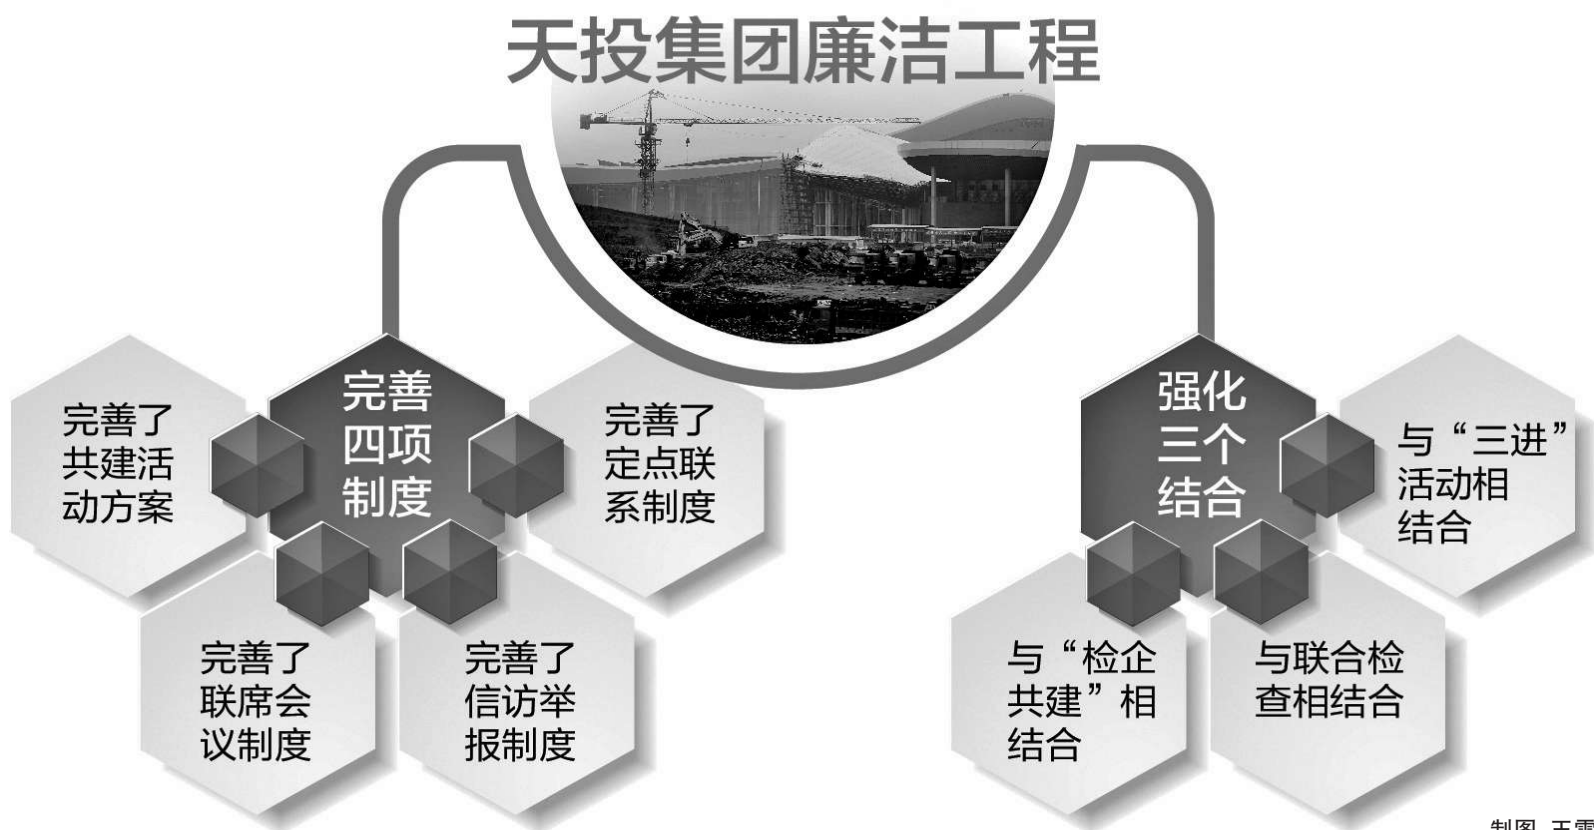 天投集团廉洁工程
完善
四项
制度
完善了
共建活
动方案
完善了
联席会
议制度
完善了
信访举
报制度
完善了
定点联
系制度
强化
三个
结合
与“检企
共建”相
结合
与联合检
查相结合
与“三进”
活动相
结合
制图 王雪